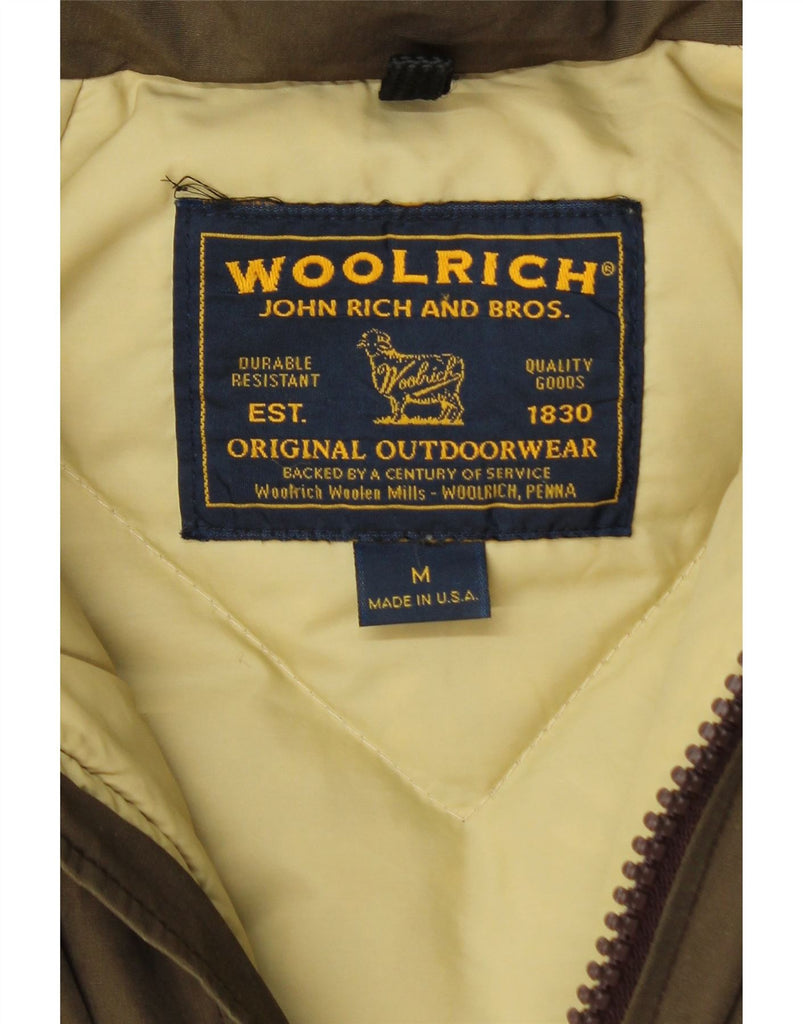 WOOLRICH®
JOHN RICH AND BROS.
DURABLE
RESISTANT
Woolrich
QUALITY
GOODS
EST. 1830
ORIGINAL OUTDOORWEAR
BACKED BY A CENTURY OF SERVICE
Woolrich Woolen Mills - WOOLRICH, PENNA
M
MADE IN U.S.A.